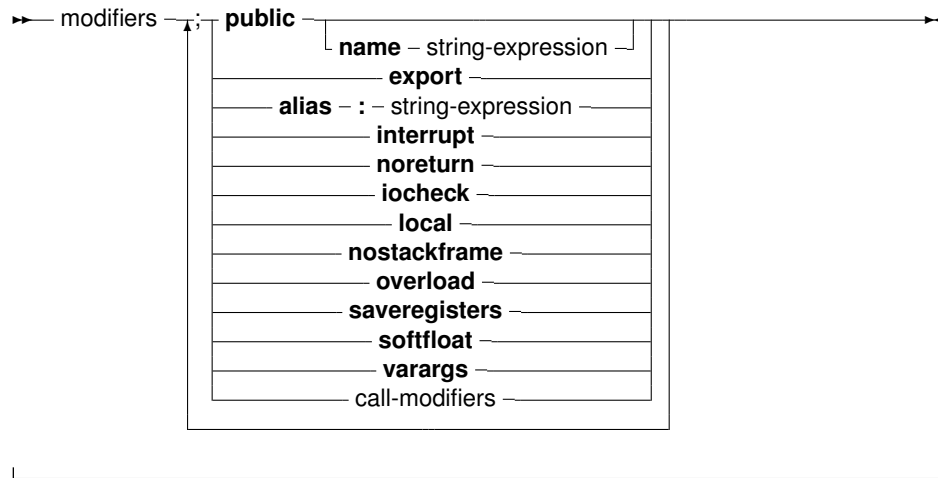 modifiers ; public
name string-expression
export
alias : string-expression
interrupt
noreturn
iocheck
local
nostackframe
overload
saveregisters
softfloat
varargs
call-modifiers